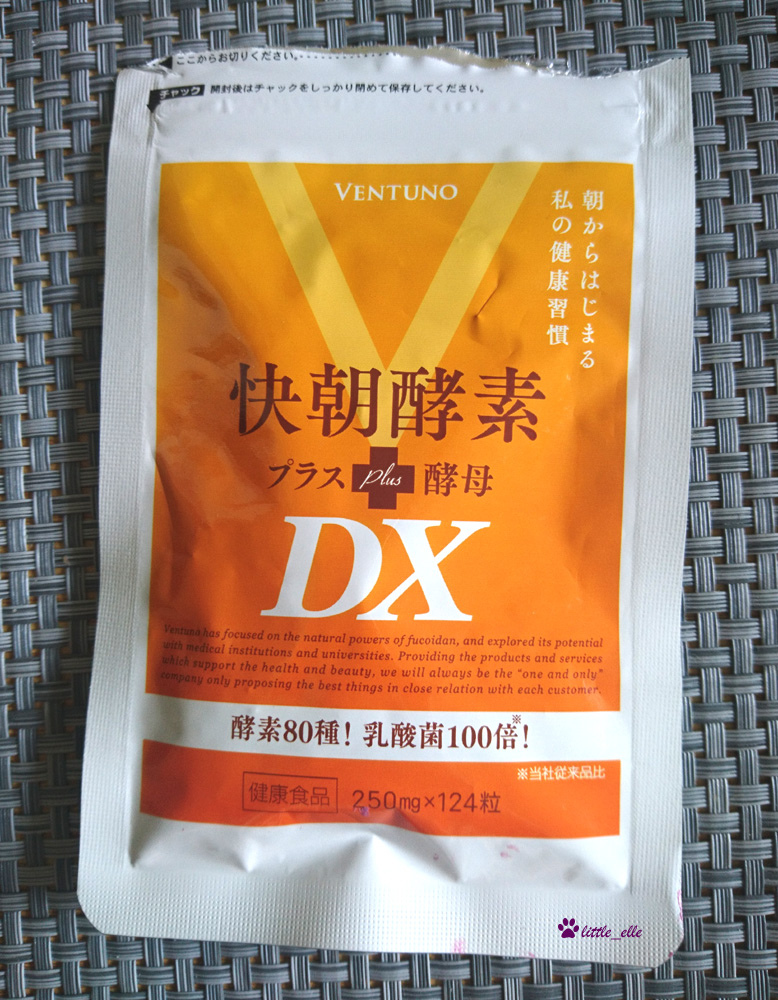 ここからお切りください。
チャック 開封後はチャックをしっかり閉めて保存してください。
VENTUNO
朝からはじまる
私の健康習慣
快朝酵素
プラス plus 酵母
DX
Ventuno has focused on the natural powers of fucoidan, and explored its potential
with medical institutions and universities. Providing the products and services
which support the health and beauty, we will always be the "one and only"
company only proposing the best things in close relation with each customer.
酵素80種！乳酸菌100倍※！
※当社従来品比
健康食品 250mg×124粒
little_elle